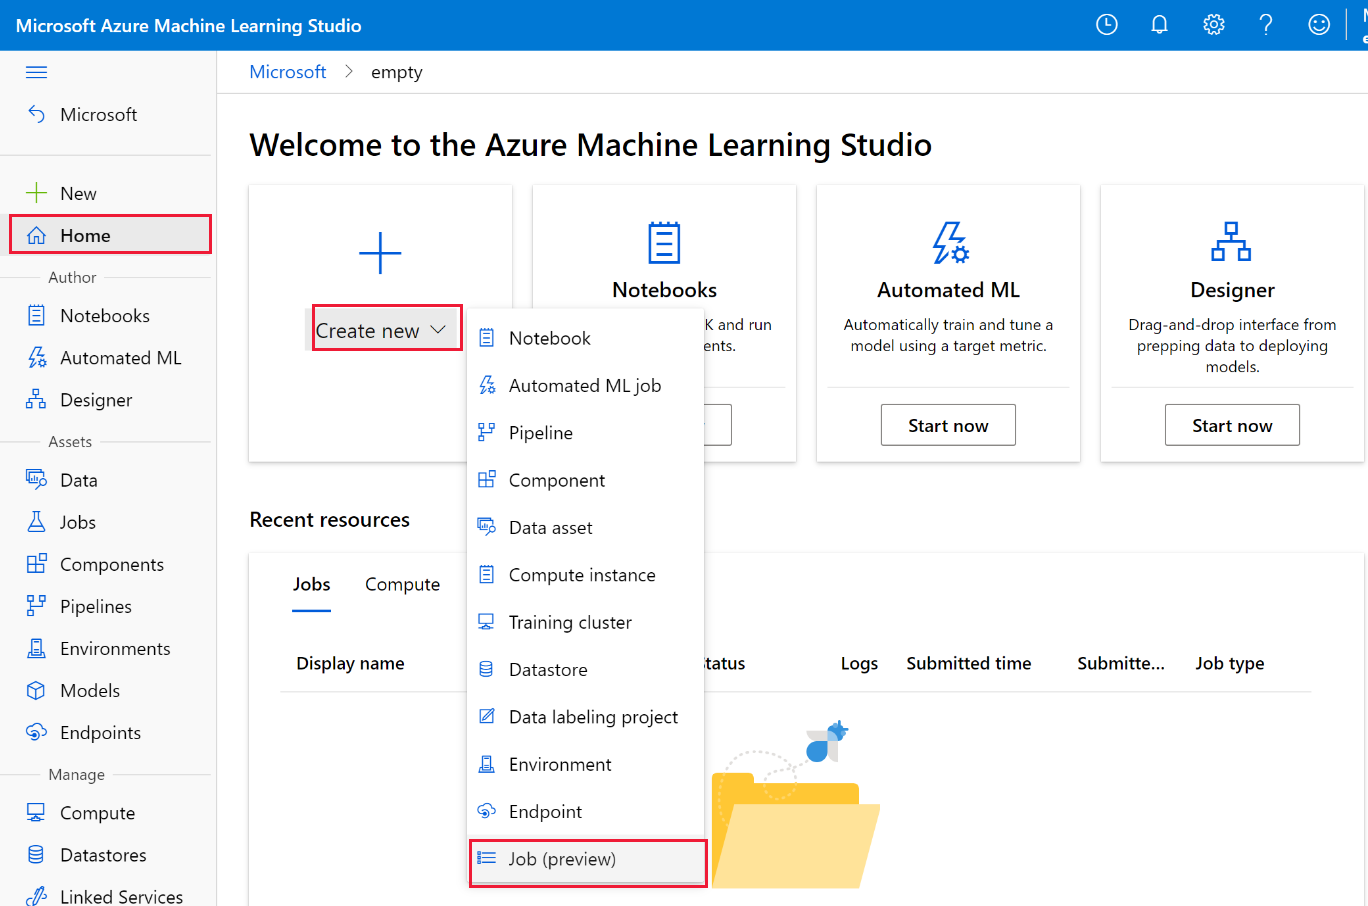 Microsoft Azure Machine Learning Studio
Microsoft > empty
Microsoft
New
Home
Author
Notebooks
Automated ML
Designer
Assets
Data
Jobs
Components
Pipelines
Environments
Models
Endpoints
Manage
Compute
Datastores
Linked Services
Welcome to the Azure Machine Learning Studio
Create new
Notebook
Automated ML job
Pipeline
Component
Data asset
Compute instance
Training cluster
Datastore
Data labeling project
Environment
Endpoint
Job (preview)
Notebooks
K and run
ents.
Automated ML
Automatically train and tune a
model using a target metric.
Start now
Designer
Drag-and-drop interface from
prepping data to deploying
models.
Start now
Recent resources
Jobs Compute
Display name Status Logs Submitted time Submitte... Job type